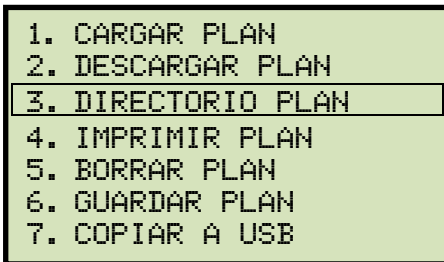 1. CARGAR PLAN
2. DESCARGAR PLAN
3. DIRECTORIO PLAN
4. IMPRIMIR PLAN
5. BORRAR PLAN
6. GUARDAR PLAN
7. COPIAR A USB